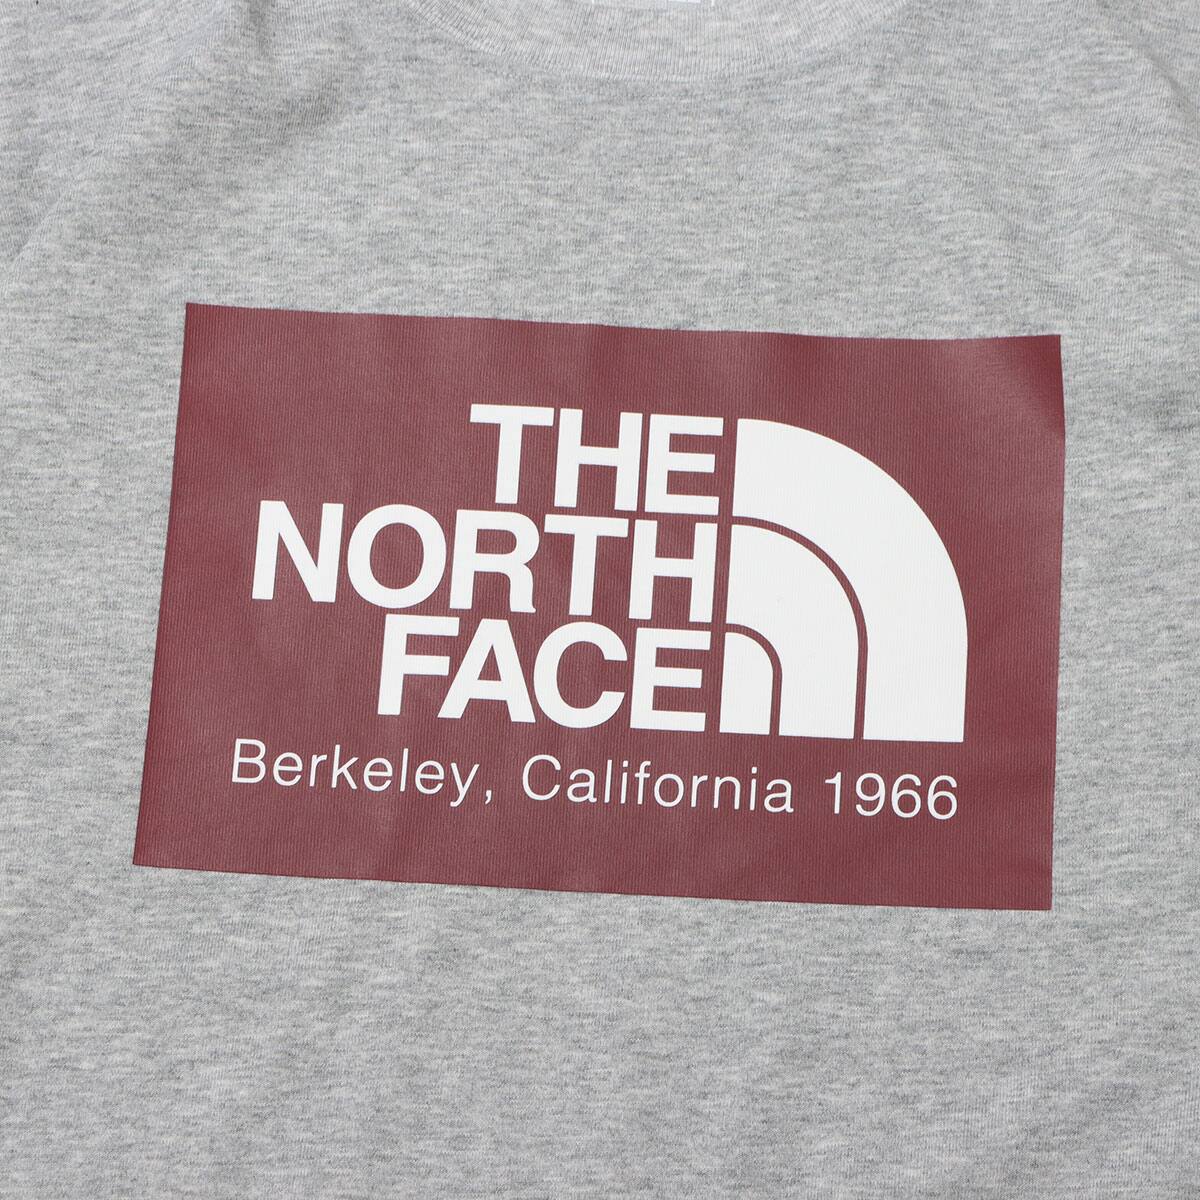 THE
NORTH
FACE
Berkeley, California 1966